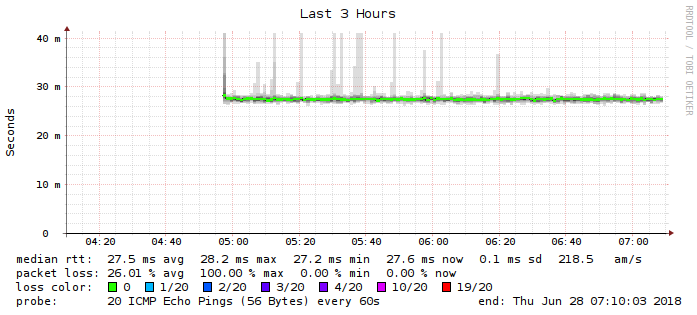 Last 3 Hours
RRDTOOL / TOBI OETIKER
Seconds
40 m
30 m
20 m
10 m
0
04:20 04:40 05:00 05:20 05:40 06:00 06:20 06:40 07:00
median rtt: 27.5 ms avg 28.2 ms max 27.2 ms min 27.6 ms now 0.1 ms sd 218.5 am/s
packet loss: 26.01 % avg 100.00 % max 0.00 % min 0.00 % now
loss color: 0 1/20 2/20 3/20 4/20 10/20 19/20
probe: 20 ICMP Echo Pings (56 Bytes) every 60s end: Thu Jun 28 07:10:03 2018